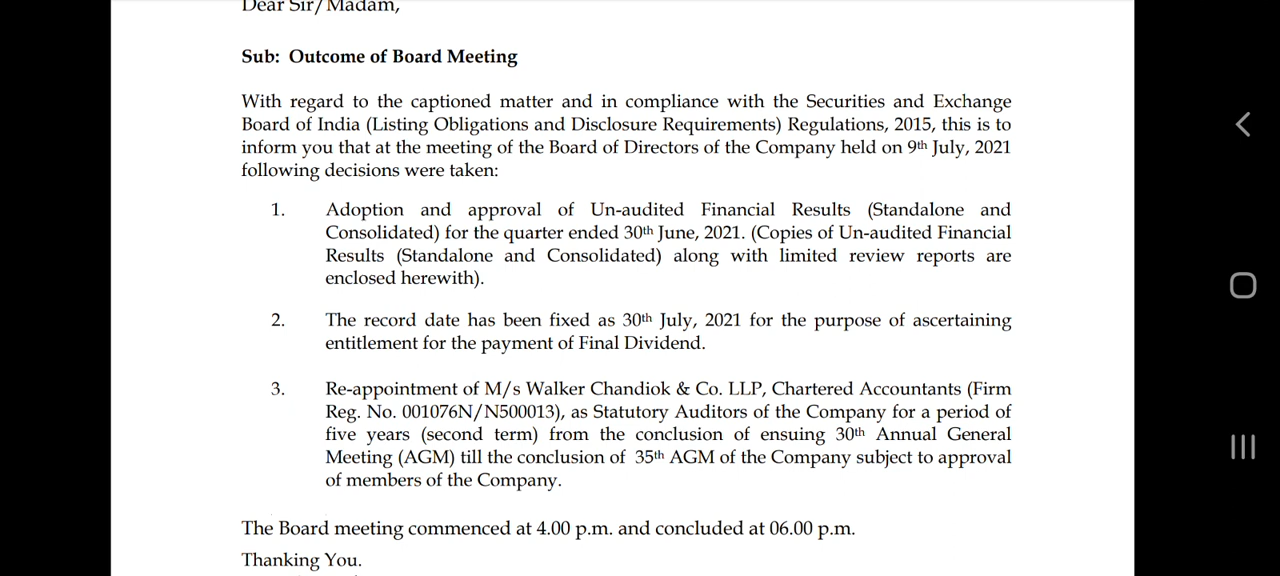 Dear Sir/Madam,
Sub: Outcome of Board Meeting
With regard to the captioned matter and in compliance with the Securities and Exchange
Board of India (Listing Obligations and Disclosure Requirements) Regulations, 2015, this is to
inform you that at the meeting of the Board of Directors of the Company held on 9th July, 2021
following decisions were taken:
1. Adoption and approval of Un-audited Financial Results (Standalone and
Consolidated) for the quarter ended 30th June, 2021. (Copies of Un-audited Financial
Results (Standalone and Consolidated) along with limited review reports are
enclosed herewith).
2. The record date has been fixed as 30th July, 2021 for the purpose of ascertaining
entitlement for the payment of Final Dividend.
3. Re-appointment of M/s Walker Chandiok & Co. LLP, Chartered Accountants (Firm
Reg. No. 001076N/N500013), as Statutory Auditors of the Company for a period of
five years (second term) from the conclusion of ensuing 30th Annual General
Meeting (AGM) till the conclusion of 35th AGM of the Company subject to approval
of members of the Company.
The Board meeting commenced at 4.00 p.m. and concluded at 06.00 p.m.
Thanking You.